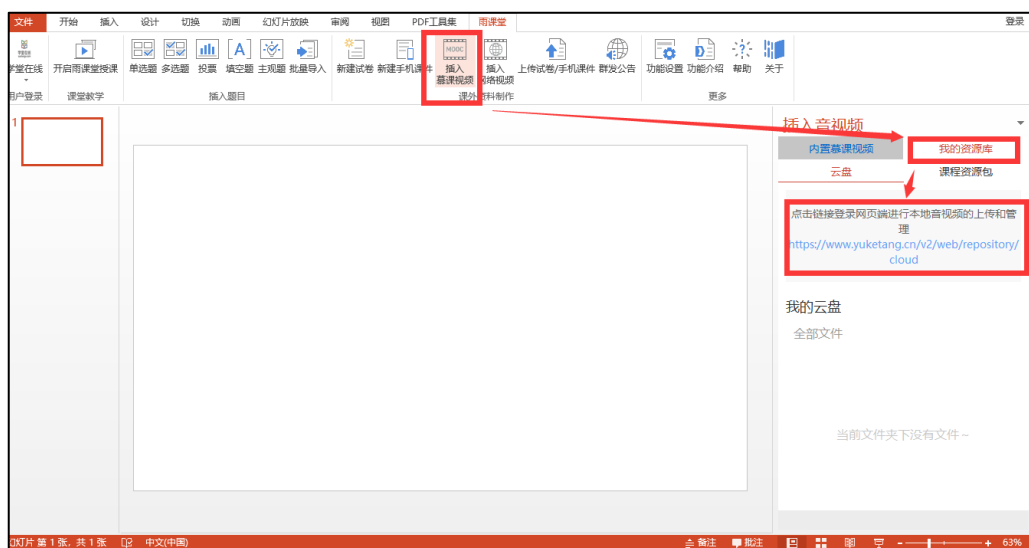 文件 开始 插入 设计 切换 动画 幻灯片放映 审阅 视图 PDF工具集 雨课堂 登录
学堂在线 开启雨课堂授课 单选题 多选题 投票 填空题 主观题 批量导入 新建试卷 新建手机课件 插入 慕课视频 插入 网络视频 上传试卷/手机课件 群发公告 功能设置 功能介绍 帮助 关于
用户登录 课堂教学 插入题目 课外资料制作 更多
1
插入音视频
内置慕课视频 我的资源库
云盘 课程资源包
点击链接登录网页端进行本地音视频的上传和管
理
https://www.yuketang.cn/v2/web/repository/
cloud
我的云盘
全部文件
当前文件夹下没有文件~
幻灯片 第 1 张, 共 1 张 中文(中国) 备注 批注 63%